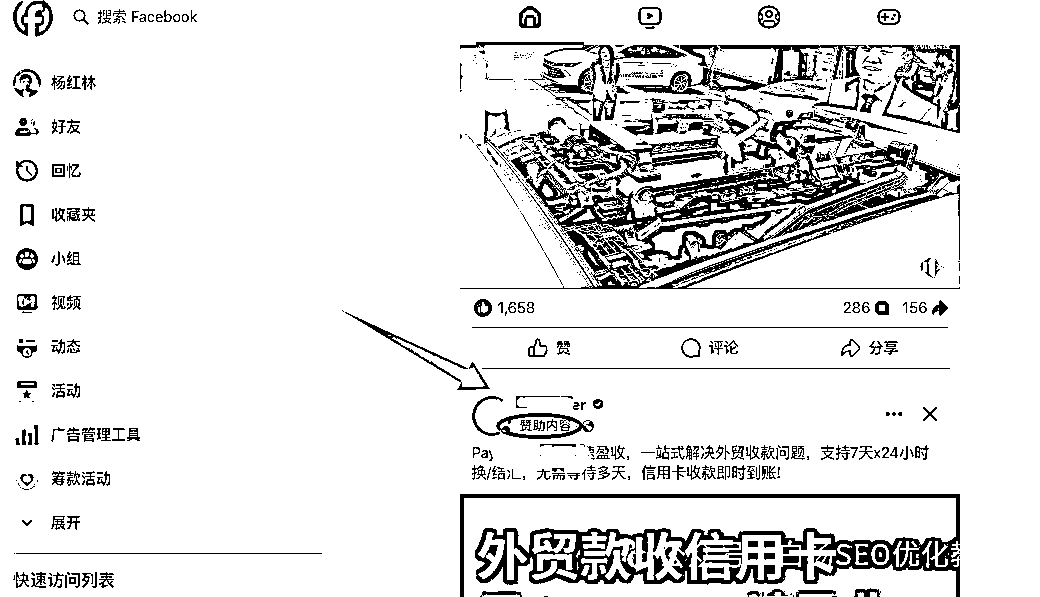 搜索 Facebook
杨红林
好友
回忆
收藏夹
小组
视频
动态
活动
广告管理工具
筹款活动
展开
快速访问列表
1,658
286
156
赞
评论
分享
er
赞助内容
Pay 盈收，一站式解决外贸收款问题，支持7天x24小时
换/结汇，无需等待多天，信用卡收款即时到账!
外贸款收信用卡
SEO优化